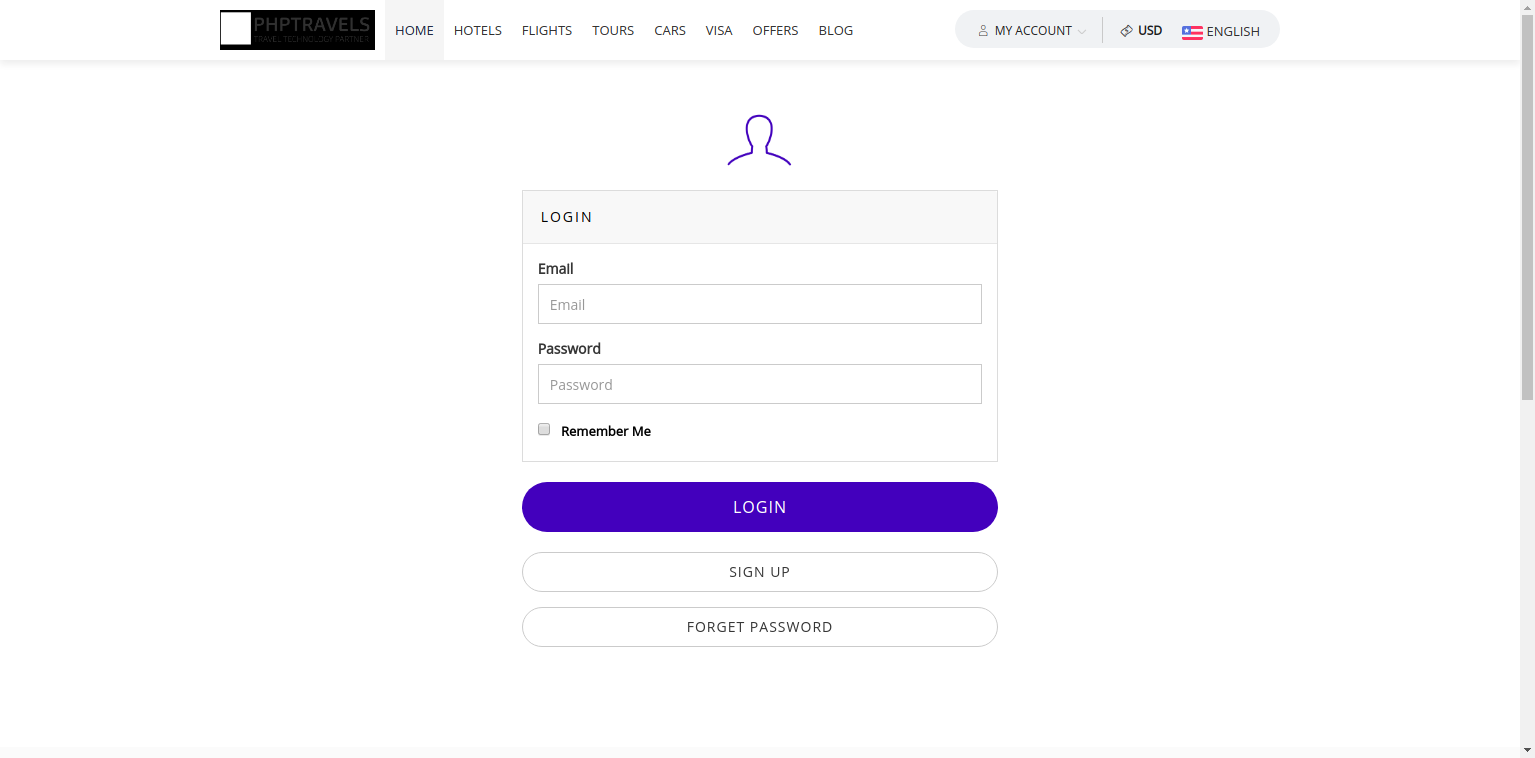 PHPTRAVELS
TRAVEL TECHNOLOGY PARTNER
HOME HOTELS FLIGHTS TOURS CARS VISA OFFERS BLOG
MY ACCOUNT USD ENGLISH
LOGIN
Email
Email
Password
Password
Remember Me
LOGIN
SIGN UP
FORGET PASSWORD